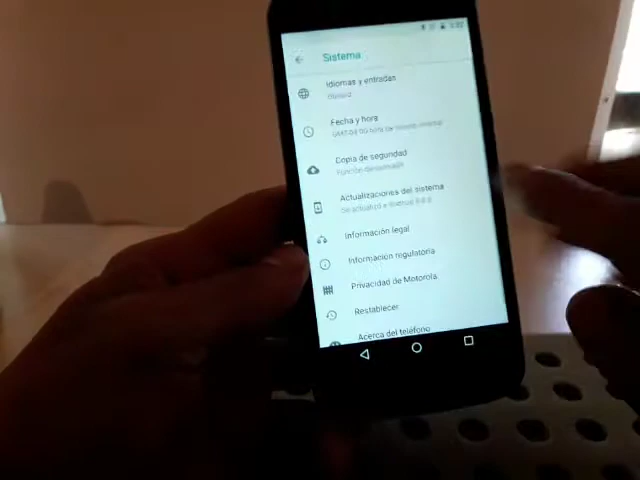 Sistema
Idiomas y entradas
Fecha y hora
Copia de seguridad
Actualizaciones del sistema
Información legal
Información regulatoria
Privacidad de Motorola
Restablecer
Acerca del teléfono